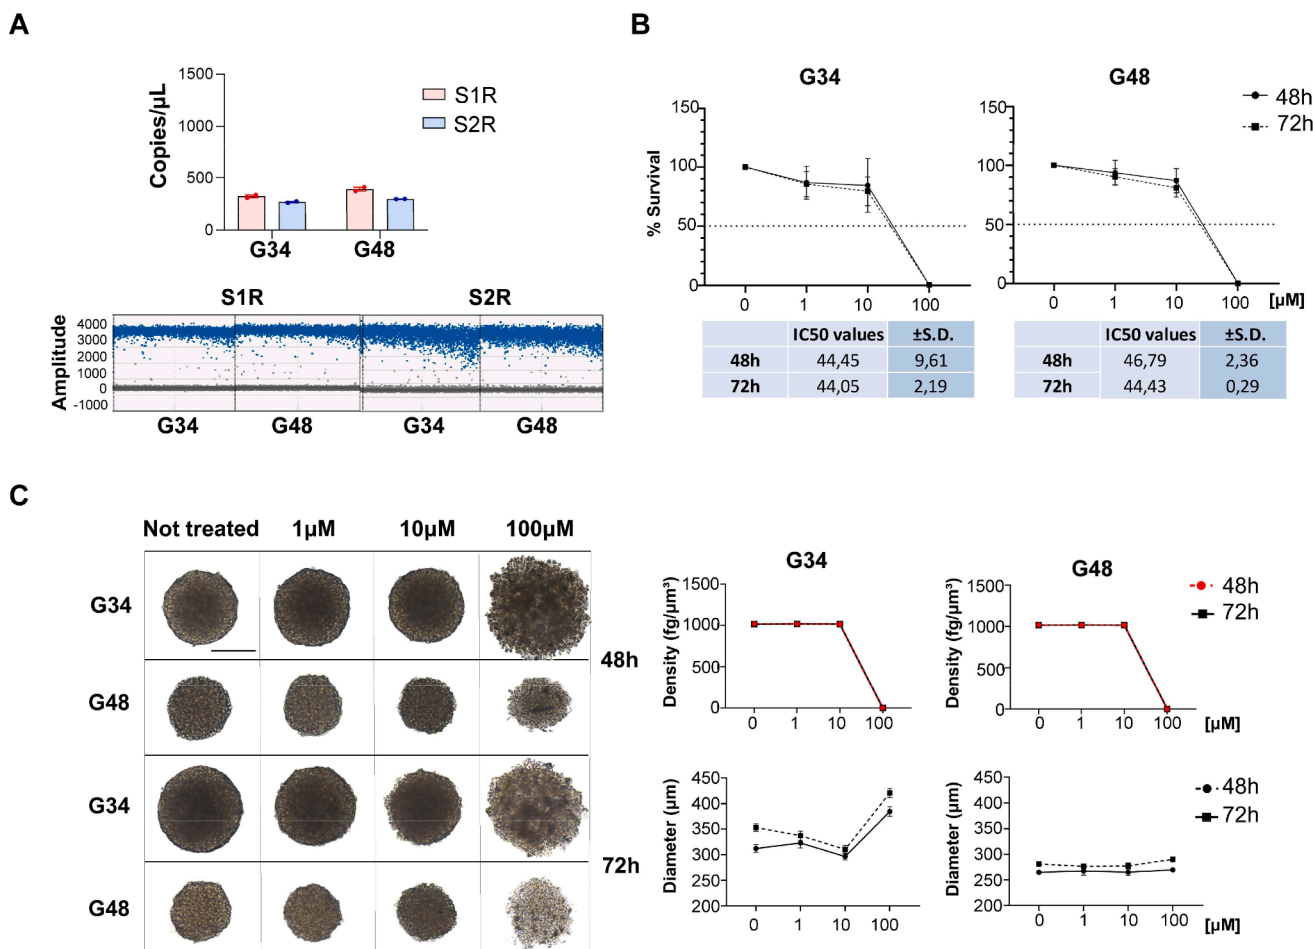 A
Copies/µL
1500
1000
500
0
S1R
S2R
G34
G48
S1R
S2R
Amplitude
4000
3000
2000
1000
0
-1000
G34
G48
G34
G48
B
G34
G48
48h
72h
% Survival
150
100
50
0
0
1
10
100
150
100
50
0
0
1
10
100
[µM]
IC50 values ±S.D.
48h 44,45 9,61
72h 44,05 2,19
IC50 values ±S.D.
48h 46,79 2,36
72h 44,43 0,29
C
Not treated 1µM 10µM 100µM
G34
G48
48h
G34
G48
72h
G34
G48
48h
72h
Density (fg/µm³)
1500
1000
500
0
0
1
10
100
Density (fg/µm³)
1500
1000
500
0
0
1
10
100
[µM]
48h
72h
Diameter (µm)
450
400
350
300
250
200
0
1
10
100
Diameter (µm)
450
400
350
300
250
200
0
1
10
100
[µM]